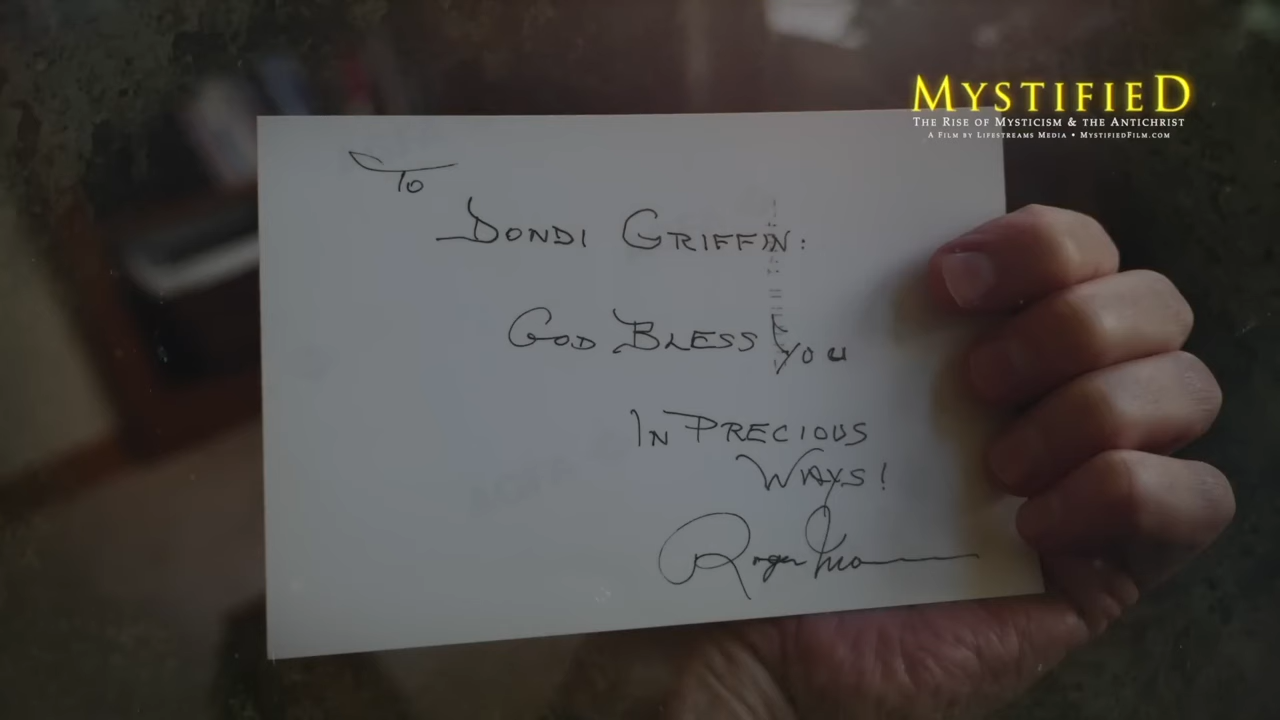 MYSTIFIED
THE RISE OF MYSTICISM & THE ANTICHRIST
A FILM BY LIFESTREAMS MEDIA • MYSTIFIEDFILM.COM
To
DONDI GRIFFIN:
GOD BLESS YOU
IN PRECIOUS
WAYS!
Roger